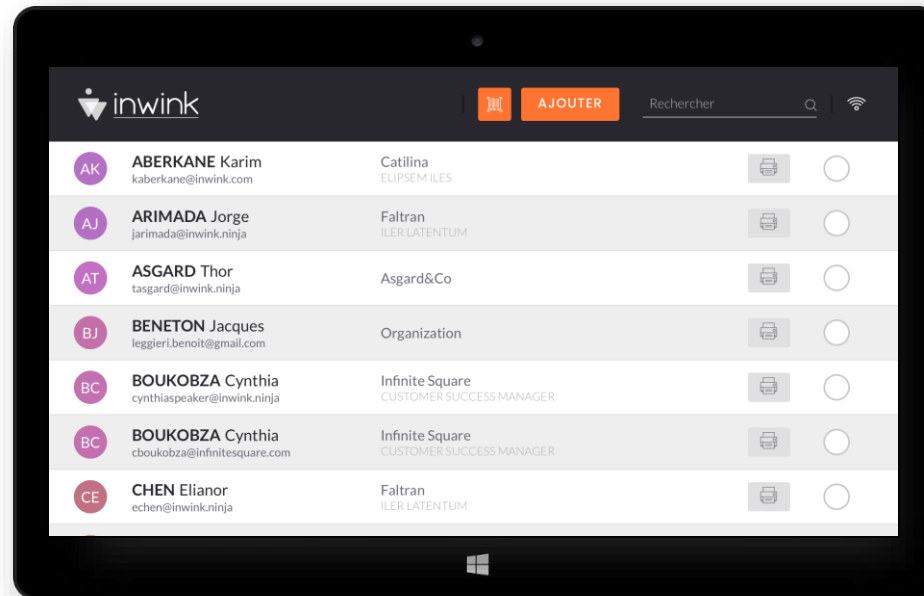 inwink
AJOUTER
Rechercher
AK
ABERKANE Karim
kaberkane@inwink.com
Catilina
ELIPSEM ILES
AJ
ARIMADA Jorge
jarimada@inwink.ninja
Faltran
ILER LATENTUM
AT
ASGARD Thor
tasgard@inwink.ninja
Asgard&Co
BJ
BENETON Jacques
leggieri.benoit@gmail.com
Organization
BC
BOUKOBZA Cynthia
cynthiaspeaker@inwink.ninja
Infinite Square
CUSTOMER SUCCESS MANAGER
BC
BOUKOBZA Cynthia
cboukobza@infinitesquare.com
Infinite Square
CUSTOMER SUCCESS MANAGER
CE
CHEN Elianor
echen@inwink.ninja
Faltran
ILER LATENTUM